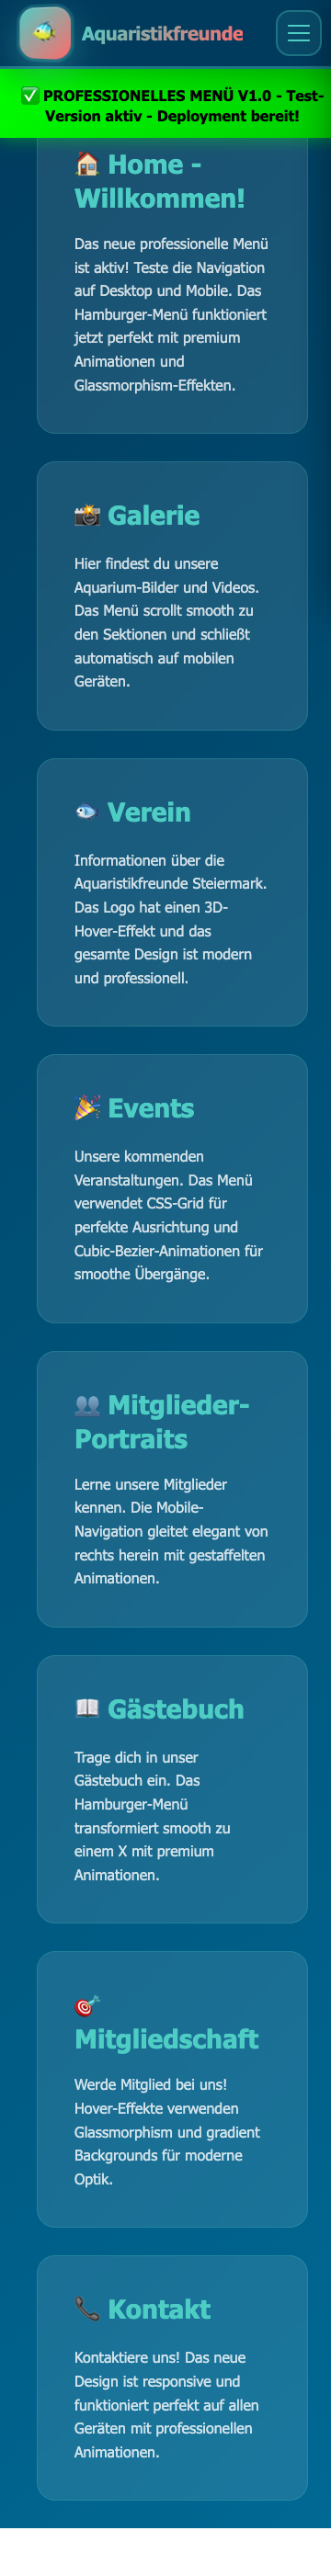 Aquaristikfreunde
✅ PROFESSIONELLES MENÜ V1.0 - Test-
Version aktiv - Deployment bereit!
🏠 Home -
Willkommen!
Das neue professionelle Menü
ist aktiv! Teste die Navigation
auf Desktop und Mobile. Das
Hamburger-Menü funktioniert
jetzt perfekt mit premium
Animationen und
Glassmorphism-Effekten.
📸 Galerie
Hier findest du unsere
Aquarium-Bilder und Videos.
Das Menü scrollt smooth zu
den Sektionen und schließt
automatisch auf mobilen
Geräten.
🐟 Verein
Informationen über die
Aquaristikfreunde Steiermark.
Das Logo hat einen 3D-
Hover-Effekt und das
gesamte Design ist modern
und professionell.
🎉 Events
Unsere kommenden
Veranstaltungen. Das Menü
verwendet CSS-Grid für
perfekte Ausrichtung und
Cubic-Bezier-Animationen für
smoothe Übergänge.
👥 Mitglieder-
Portraits
Lerne unsere Mitglieder
kennen. Die Mobile-
Navigation gleitet elegant von
rechts herein mit gestaffelten
Animationen.
📖 Gästebuch
Trage dich in unser
Gästebuch ein. Das
Hamburger-Menü
transformiert smooth zu
einem X mit premium
Animationen.
🎯
Mitgliedschaft
Werde Mitglied bei uns!
Hover-Effekte verwenden
Glassmorphism und gradient
Backgrounds für moderne
Optik.
📞 Kontakt
Kontaktiere uns! Das neue
Design ist responsive und
funktioniert perfekt auf allen
Geräten mit professionellen
Animationen.